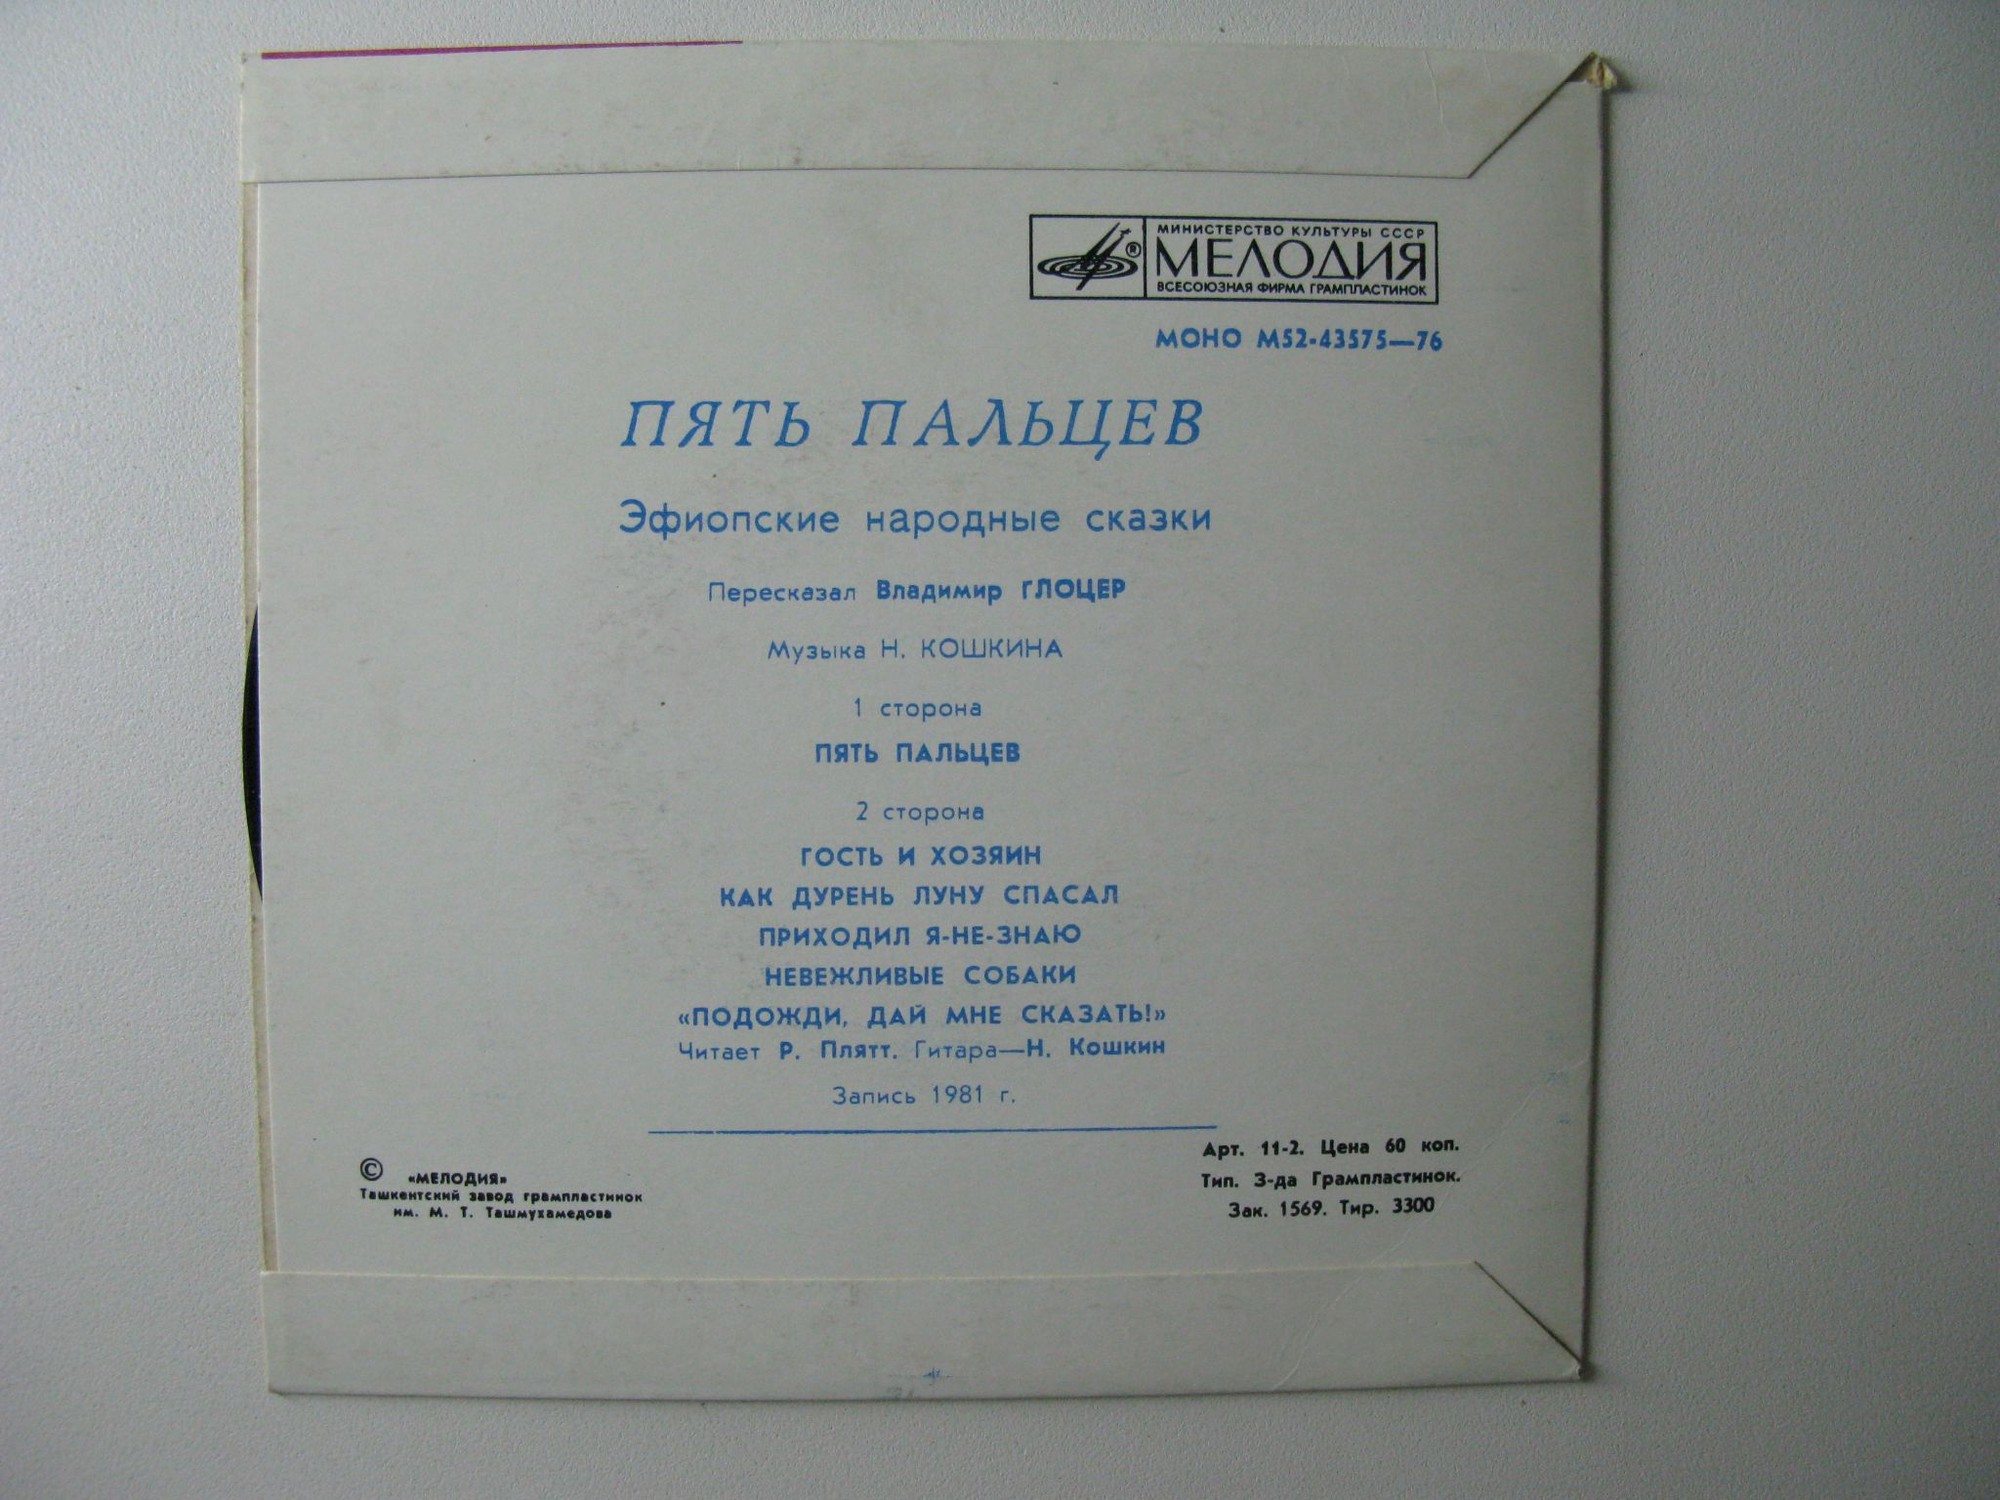 МИНИСТЕРСТВО КУЛЬТУРЫ СССР
МЕЛОДИЯ
ВСЕСОЮЗНАЯ ФИРМА ГРАМПЛАСТИНОК
МОНО М52-43575—76
ПЯТЬ ПАЛЬЦЕВ
Эфиопские народные сказки
Пересказал Владимир ГЛОЦЕР
Музыка Н. КОШКИНА
1 сторона
ПЯТЬ ПАЛЬЦЕВ
2 сторона
ГОСТЬ И ХОЗЯИН
КАК ДУРЕНЬ ЛУНУ СПАСАЛ
ПРИХОДИЛ Я-НЕ-ЗНАЮ
НЕВЕЖЛИВЫЕ СОБАКИ
«ПОДОЖДИ, ДАЙ МНЕ СКАЗАТЬ!»
Читает Р. Плятт. Гитара—Н. Кошкин
Запись 1981 г.
© «МЕЛОДИЯ»
Ташкентский завод грампластинок
им. М. Т. Ташмухамедова
Арт. 11-2. Цена 60 коп.
Тип. З-да Грампластинок.
Зак. 1569. Тир. 3300